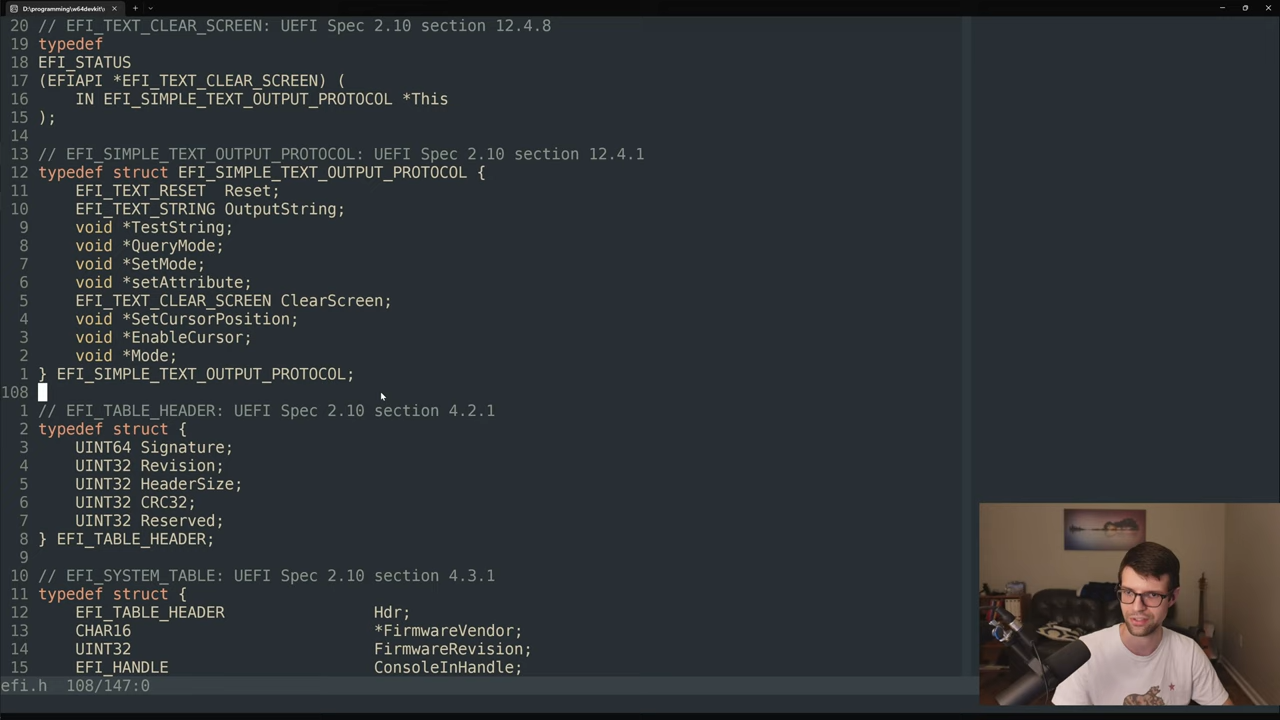 D:\programming\w64devkit\
20 // EFI_TEXT_CLEAR_SCREEN: UEFI Spec 2.10 section 12.4.8
19 typedef
18 EFI_STATUS
17 (EFIAPI *EFI_TEXT_CLEAR_SCREEN) (
16     IN EFI_SIMPLE_TEXT_OUTPUT_PROTOCOL *This
15 );
14
13 // EFI_SIMPLE_TEXT_OUTPUT_PROTOCOL: UEFI Spec 2.10 section 12.4.1
12 typedef struct EFI_SIMPLE_TEXT_OUTPUT_PROTOCOL {
11     EFI_TEXT_RESET  Reset;
10     EFI_TEXT_STRING OutputString;
9     void *TestString;
8     void *QueryMode;
7     void *SetMode;
6     void *setAttribute;
5     EFI_TEXT_CLEAR_SCREEN ClearScreen;
4     void *SetCursorPosition;
3     void *EnableCursor;
2     void *Mode;
1 } EFI_SIMPLE_TEXT_OUTPUT_PROTOCOL;
108
1 // EFI_TABLE_HEADER: UEFI Spec 2.10 section 4.2.1
2 typedef struct {
3     UINT64 Signature;
4     UINT32 Revision;
5     UINT32 HeaderSize;
6     UINT32 CRC32;
7     UINT32 Reserved;
8 } EFI_TABLE_HEADER;
9
10 // EFI_SYSTEM_TABLE: UEFI Spec 2.10 section 4.3.1
11 typedef struct {
12     EFI_TABLE_HEADER                Hdr;
13     CHAR16                          *FirmwareVendor;
14     UINT32                          FirmwareRevision;
15     EFI_HANDLE                      ConsoleInHandle;
efi.h  108/147:0